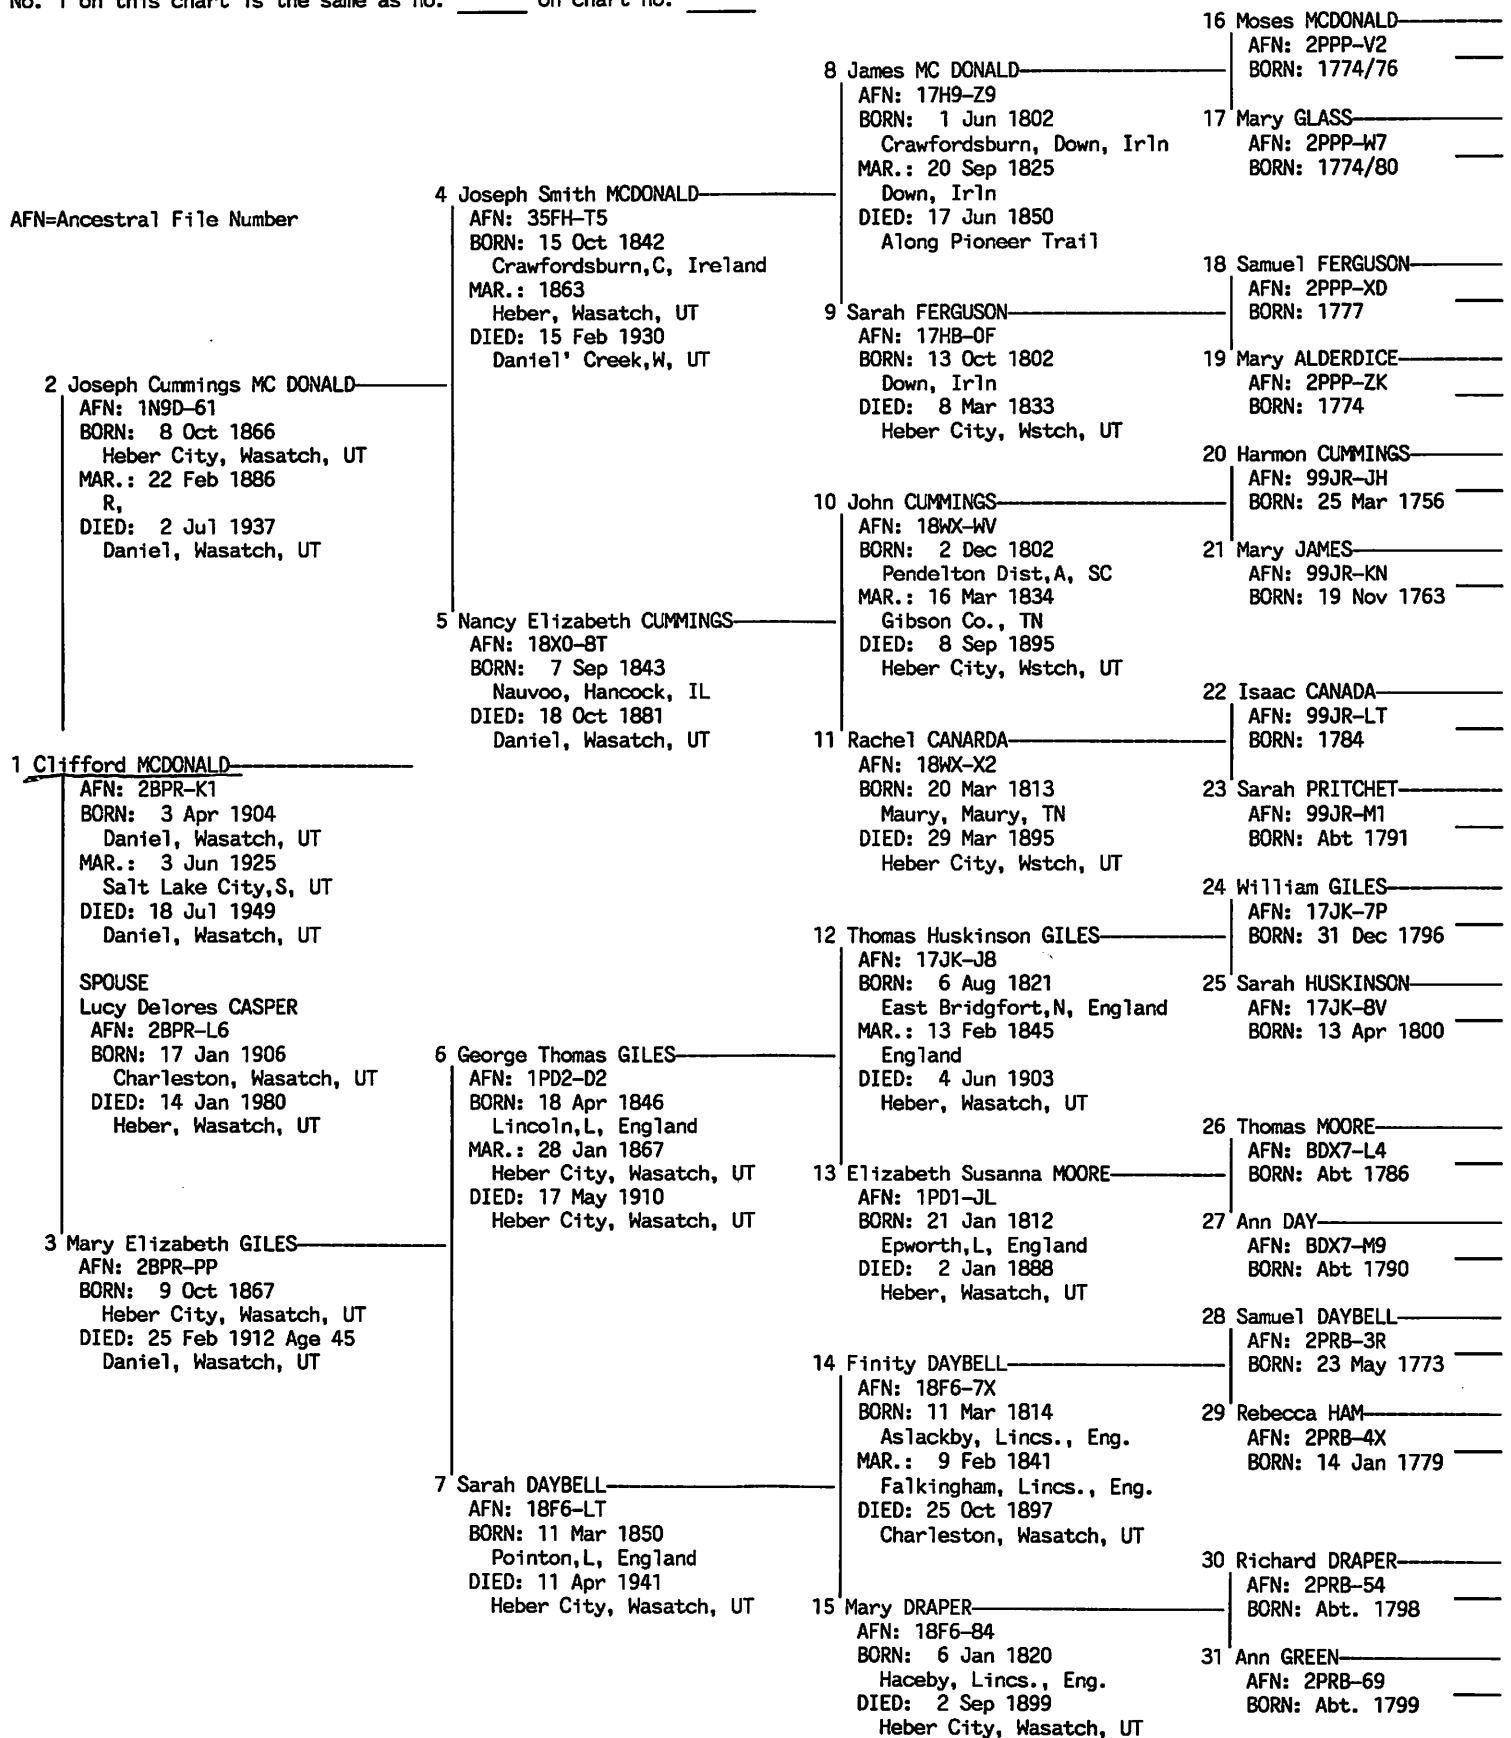 No. 1 on this chart is the same as no. _____ on chart no. _____
AFN=Ancestral File Number
1 Clifford MCDONALD
AFN: 2BPR-K1
BORN: 3 Apr 1904
Daniel, Wasatch, UT
MAR.: 3 Jun 1925
Salt Lake City,S, UT
DIED: 18 Jul 1949
Daniel, Wasatch, UT
SPOUSE
Lucy Delores CASPER
AFN: 2BPR-L6
BORN: 17 Jan 1906
Charleston, Wasatch, UT
DIED: 14 Jan 1980
Heber, Wasatch, UT
2 Joseph Cummings MC DONALD
AFN: 1N9D-61
BORN: 8 Oct 1866
Heber City, Wasatch, UT
MAR.: 22 Feb 1886
R,
DIED: 2 Jul 1937
Daniel, Wasatch, UT
3 Mary Elizabeth GILES
AFN: 2BPR-PP
BORN: 9 Oct 1867
Heber City, Wasatch, UT
DIED: 25 Feb 1912 Age 45
Daniel, Wasatch, UT
4 Joseph Smith MCDONALD
AFN: 35FH-T5
BORN: 15 Oct 1842
Crawfordsburn,C, Ireland
MAR.: 1863
Heber, Wasatch, UT
DIED: 15 Feb 1930
Daniel' Creek,W, UT
5 Nancy Elizabeth CUMMINGS
AFN: 18X0-8T
BORN: 7 Sep 1843
Nauvoo, Hancock, IL
DIED: 18 Oct 1881
Daniel, Wasatch, UT
6 George Thomas GILES
AFN: 1PD2-D2
BORN: 18 Apr 1846
Lincoln,L, England
MAR.: 28 Jan 1867
Heber City, Wasatch, UT
DIED: 17 May 1910
Heber City, Wasatch, UT
7 Sarah DAYBELL
AFN: 18F6-LT
BORN: 11 Mar 1850
Pointon,L, England
DIED: 11 Apr 1941
Heber City, Wasatch, UT
8 James MC DONALD
AFN: 17H9-Z9
BORN: 1 Jun 1802
Crawfordsburn, Down, Irln
MAR.: 20 Sep 1825
Down, Irln
DIED: 17 Jun 1850
Along Pioneer Trail
9 Sarah FERGUSON
AFN: 17HB-0F
BORN: 13 Oct 1802
Down, Irln
DIED: 8 Mar 1833
Heber City, Wstch, UT
10 John CUMMINGS
AFN: 18WX-WV
BORN: 2 Dec 1802
Pendelton Dist,A, SC
MAR.: 16 Mar 1834
Gibson Co., TN
DIED: 8 Sep 1895
Heber City, Wstch, UT
11 Rachel CANARDA
AFN: 18WX-X2
BORN: 20 Mar 1813
Maury, Maury, TN
DIED: 29 Mar 1895
Heber City, Wstch, UT
12 Thomas Huskinson GILES
AFN: 17JK-J8
BORN: 6 Aug 1821
East Bridgfort,N, England
MAR.: 13 Feb 1845
England
DIED: 4 Jun 1903
Heber, Wasatch, UT
13 Elizabeth Susanna MOORE
AFN: 1PD1-JL
BORN: 21 Jan 1812
Epworth,L, England
DIED: 2 Jan 1888
Heber, Wasatch, UT
14 Finity DAYBELL
AFN: 18F6-7X
BORN: 11 Mar 1814
Aslackby, Lincs., Eng.
MAR.: 9 Feb 1841
Falkingham, Lincs., Eng.
DIED: 25 Oct 1897
Charleston, Wasatch, UT
15 Mary DRAPER
AFN: 18F6-84
BORN: 6 Jan 1820
Haceby, Lincs., Eng.
DIED: 2 Sep 1899
Heber City, Wasatch, UT
16 Moses MCDONALD
AFN: 2PPP-V2
BORN: 1774/76
17 Mary GLASS
AFN: 2PPP-W7
BORN: 1774/80
18 Samuel FERGUSON
AFN: 2PPP-XD
BORN: 1777
19 Mary ALDERDICE
AFN: 2PPP-ZK
BORN: 1774
20 Harmon CUMMINGS
AFN: 99JR-JH
BORN: 25 Mar 1756
21 Mary JAMES
AFN: 99JR-KN
BORN: 19 Nov 1763
22 Isaac CANADA
AFN: 99JR-LT
BORN: 1784
23 Sarah PRITCHET
AFN: 99JR-M1
BORN: Abt 1791
24 William GILES
AFN: 17JK-7P
BORN: 31 Dec 1796
25 Sarah HUSKINSON
AFN: 17JK-8V
BORN: 13 Apr 1800
26 Thomas MOORE
AFN: BDX7-L4
BORN: Abt 1786
27 Ann DAY
AFN: BDX7-M9
BORN: Abt 1790
28 Samuel DAYBELL
AFN: 2PRB-3R
BORN: 23 May 1773
29 Rebecca HAM
AFN: 2PRB-4X
BORN: 14 Jan 1779
30 Richard DRAPER
AFN: 2PRB-54
BORN: Abt. 1798
31 Ann GREEN
AFN: 2PRB-69
BORN: Abt. 1799